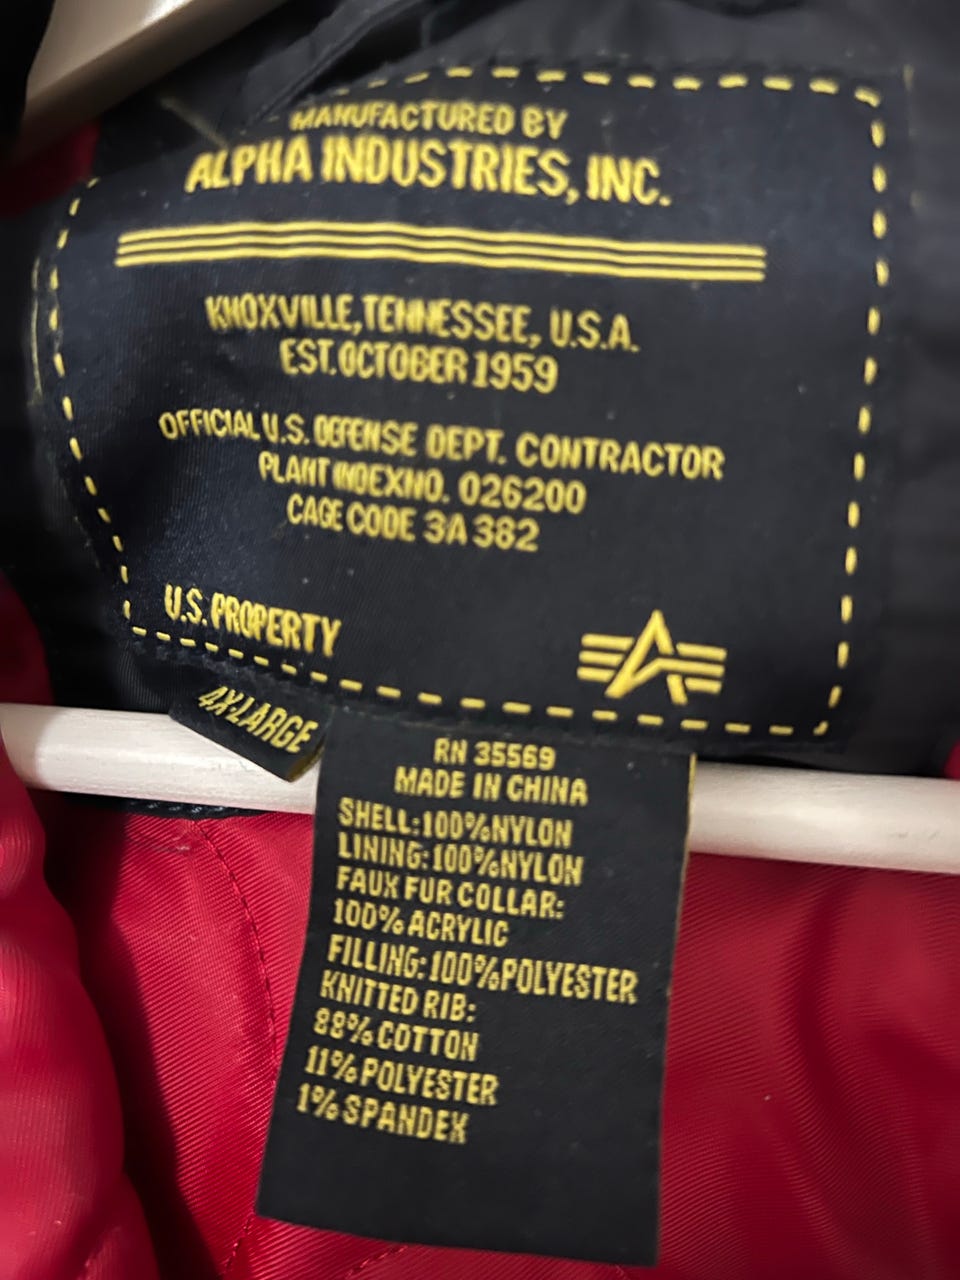 MANUFACTURED BY
ALPHA INDUSTRIES, INC.
KNOXVILLE, TENNESSEE, U.S.A.
EST. OCTOBER 1959
OFFICIAL U.S. DEFENSE DEPT. CONTRACTOR
PLANT INDEX NO. 026200
CAGE CODE 3A382
U.S. PROPERTY
4X-LARGE
RN 35569
MADE IN CHINA
SHELL:100%NYLON
LINING:100%NYLON
FAUX FUR COLLAR:
100% ACRYLIC
FILLING:100%POLYESTER
KNITTED RIB:
88% COTTON
11% POLYESTER
1% SPANDEX